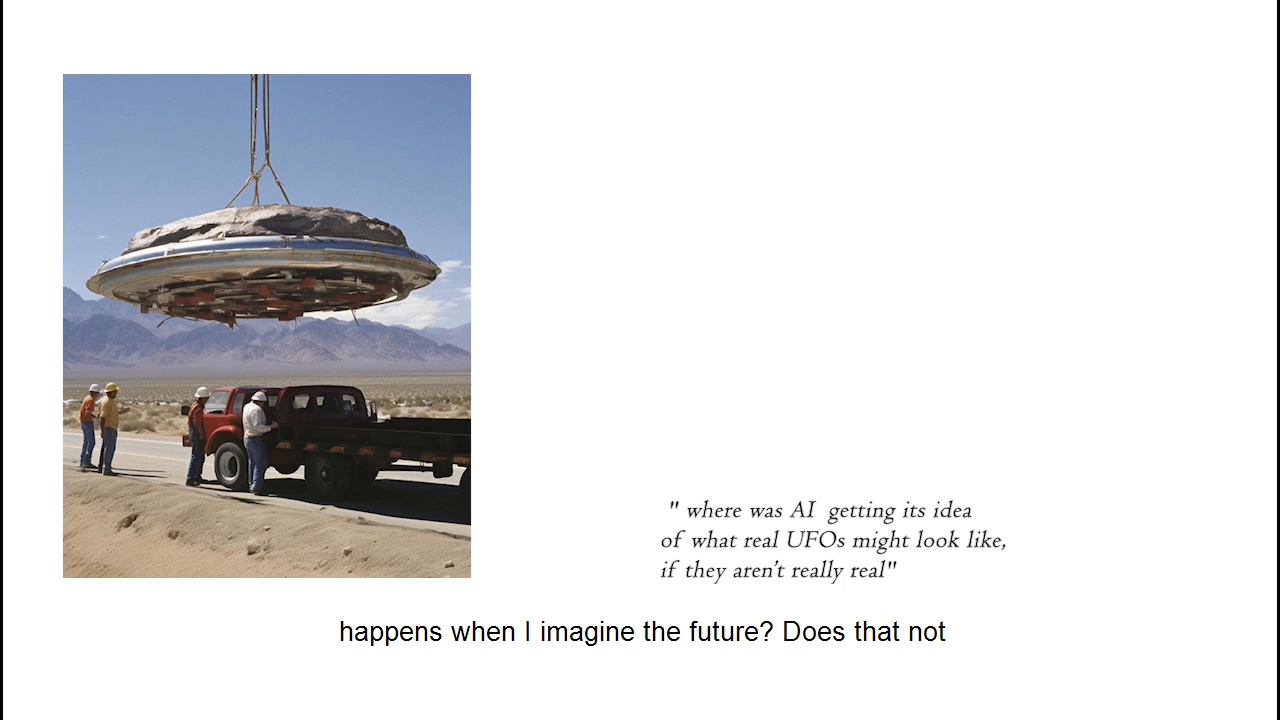 " where was AI getting its idea
of what real UFOs might look like,
if they aren't really real"
happens when I imagine the future? Does that not